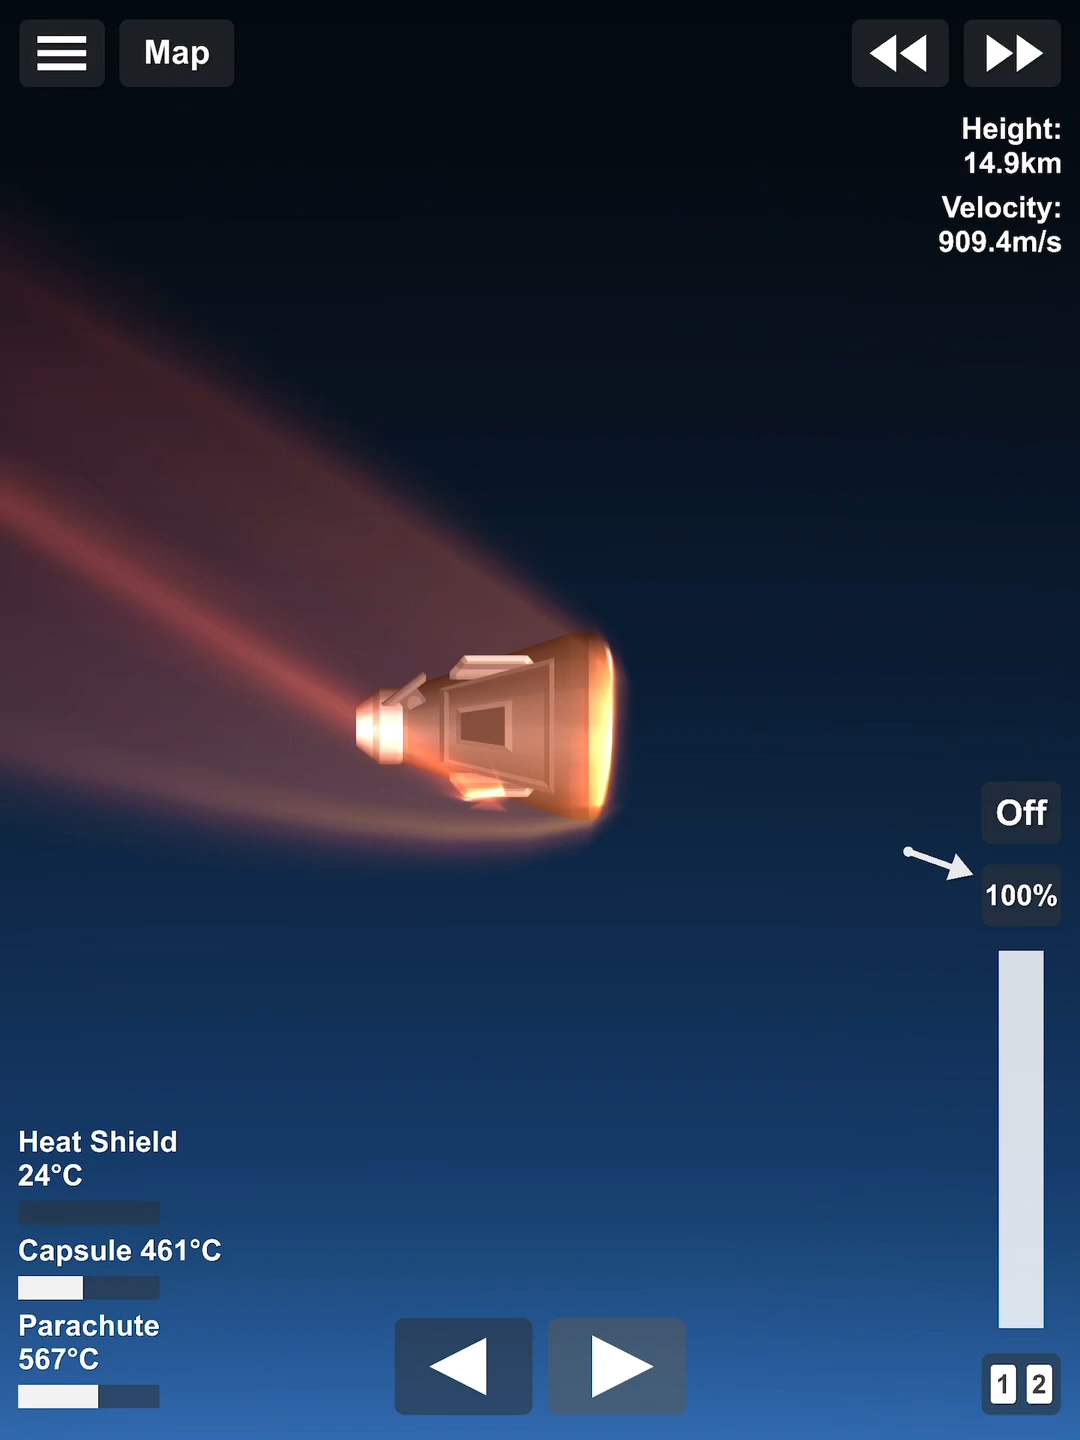 Map
Height:
14.9km
Velocity:
909.4m/s
Off
100%
Heat Shield
24°C
Capsule 461°C
Parachute
567°C
1 2